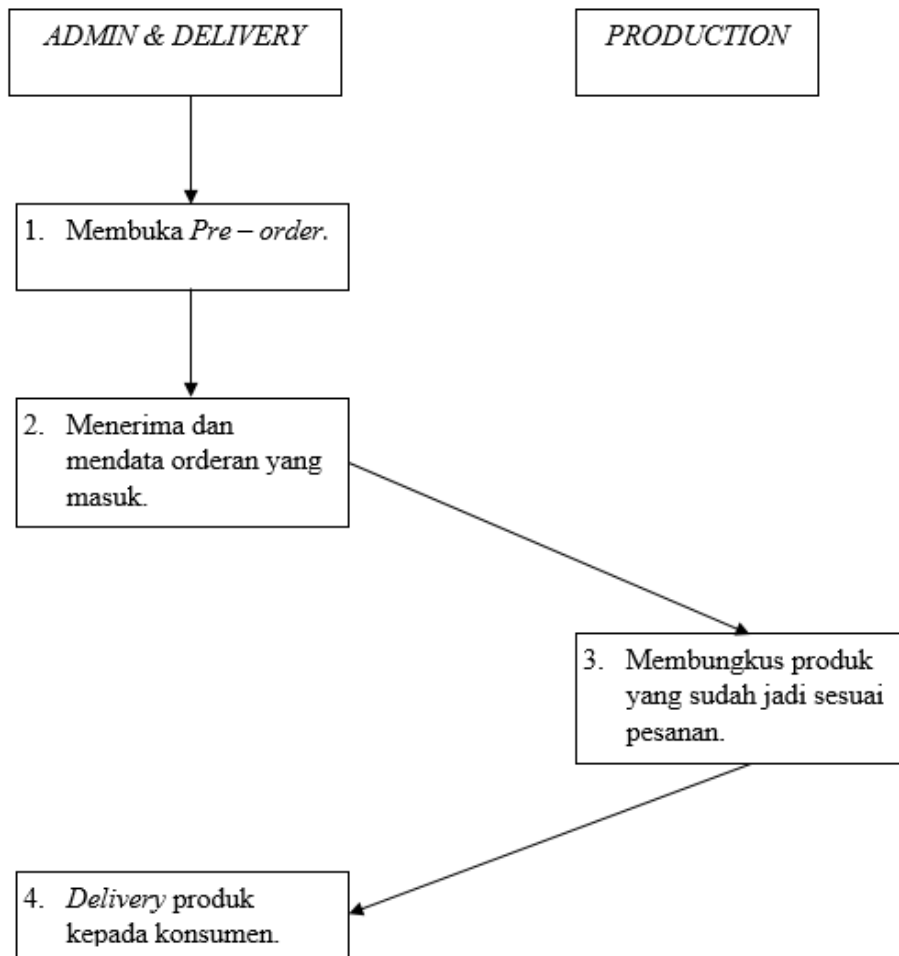 ADMIN & DELIVERY
PRODUCTION
1. Membuka Pre – order.
2. Menerima dan
mendata orderan yang
masuk.
3. Membungkus produk
yang sudah jadi sesuai
pesanan.
4. Delivery produk
kepada konsumen.